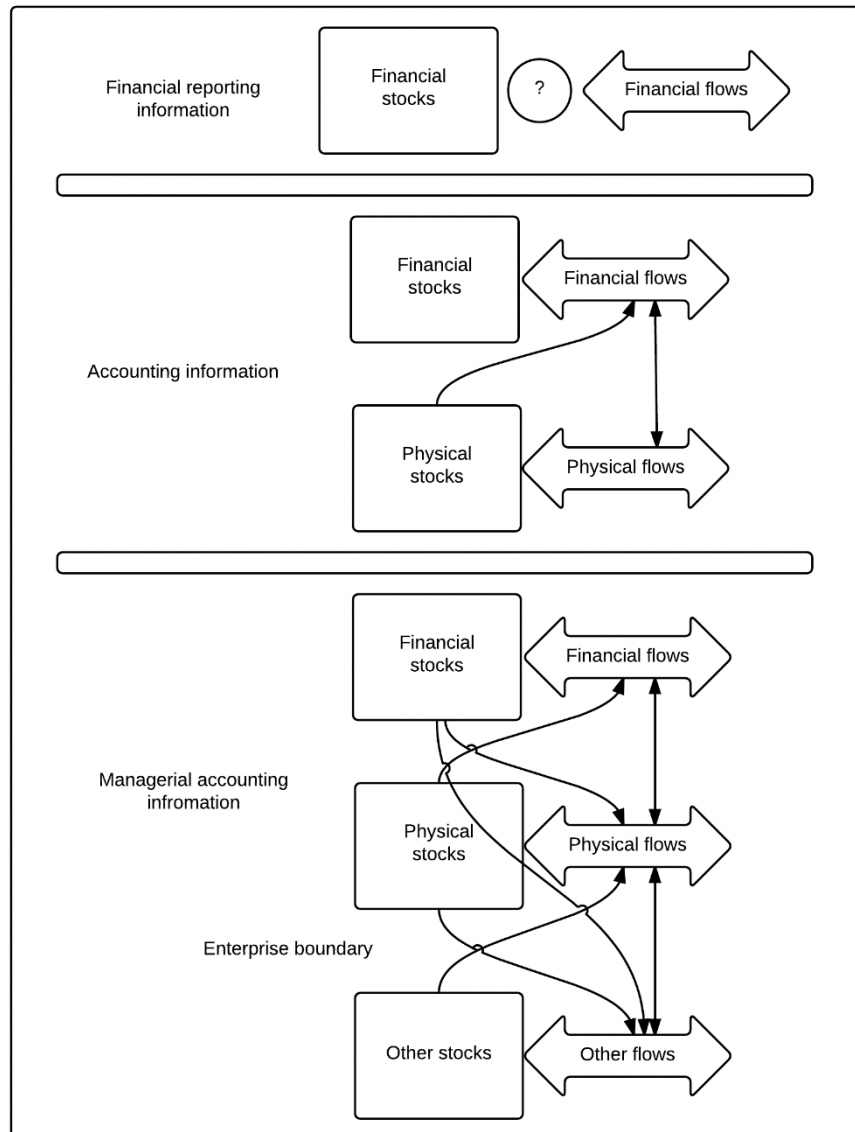 Financial reporting
information
Financial
stocks
?
Financial flows
Financial
stocks
Financial flows
Accounting information
Physical
stocks
Physical flows
Financial
stocks
Financial flows
Managerial accounting
infromation
Physical
stocks
Physical flows
Enterprise boundary
Other stocks
Other flows